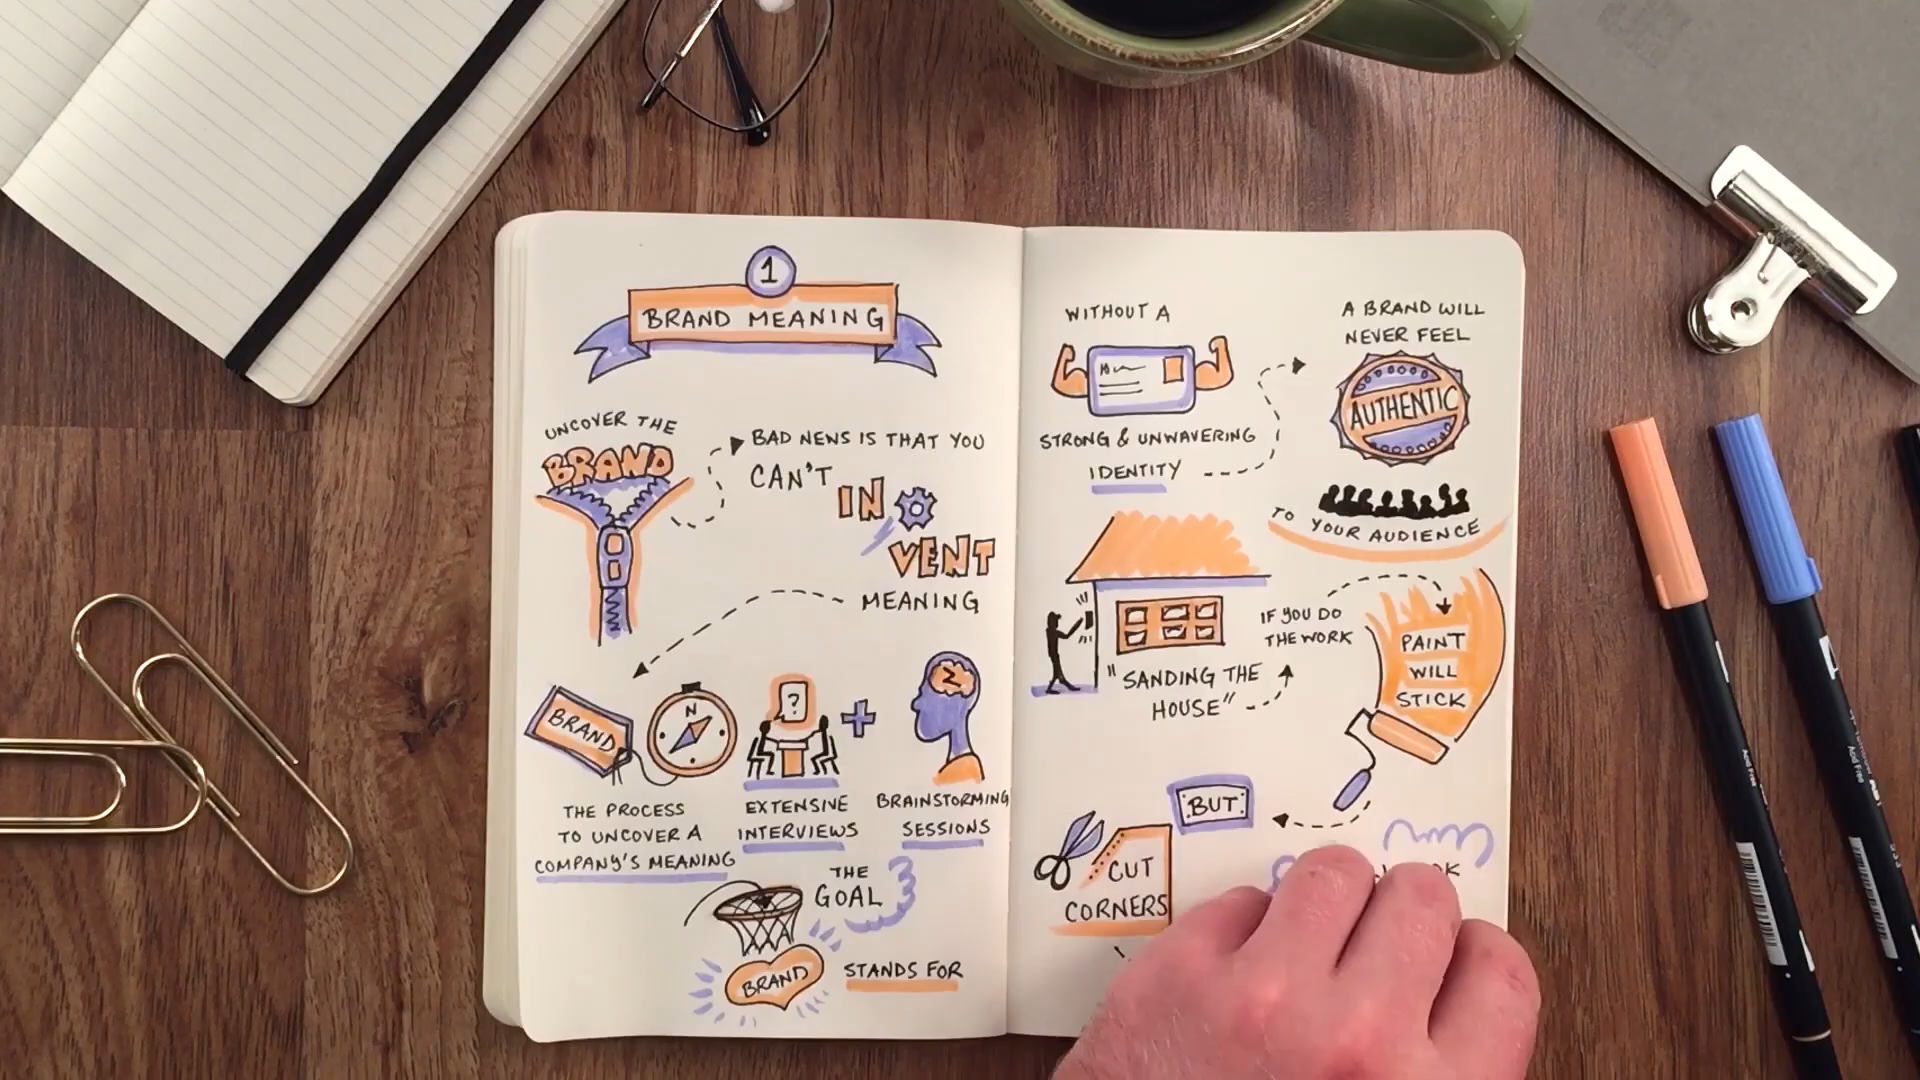 1
BRAND MEANING
UNCOVER THE
BRAND
BAD NEWS IS THAT YOU
CAN'T
IN
VENT
MEANING
BRAND
N
?
THE PROCESS
TO UNCOVER A
COMPANY'S MEANING
EXTENSIVE
INTERVIEWS
BRAINSTORMING
SESSIONS
THE
GOAL
BRAND
STANDS FOR
WITHOUT A
STRONG & UNWAVERING
IDENTITY
A BRAND WILL
NEVER FEEL
AUTHENTIC
TO YOUR AUDIENCE
"SANDING THE
HOUSE"
IF YOU DO
THE WORK
PAINT
WILL
STICK
BUT
CUT
CORNERS